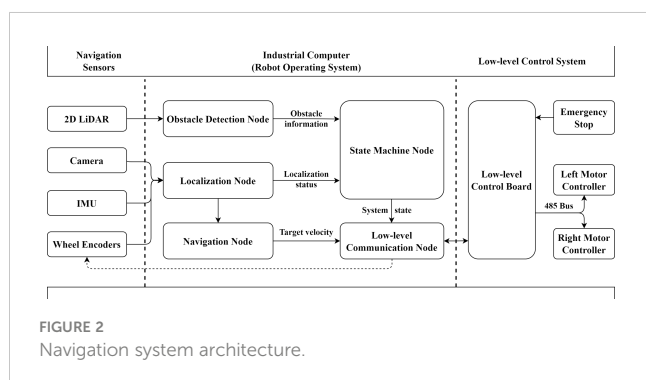 Navigation
Sensors
Industrial Computer
(Robot Operating System)
Low-level Control System
2D LiDAR
Obstacle Detection Node
Obstacle
information
Emergency
Stop
State Machine Node
Camera
Localization Node
Localization
status
Low-level
Control Board
Left Motor
Controller
IMU
485 Bus
System state
Wheel Encoders
Navigation Node
Target velocity
Low-level
Communication Node
Right Motor
Controller
FIGURE 2
Navigation system architecture.